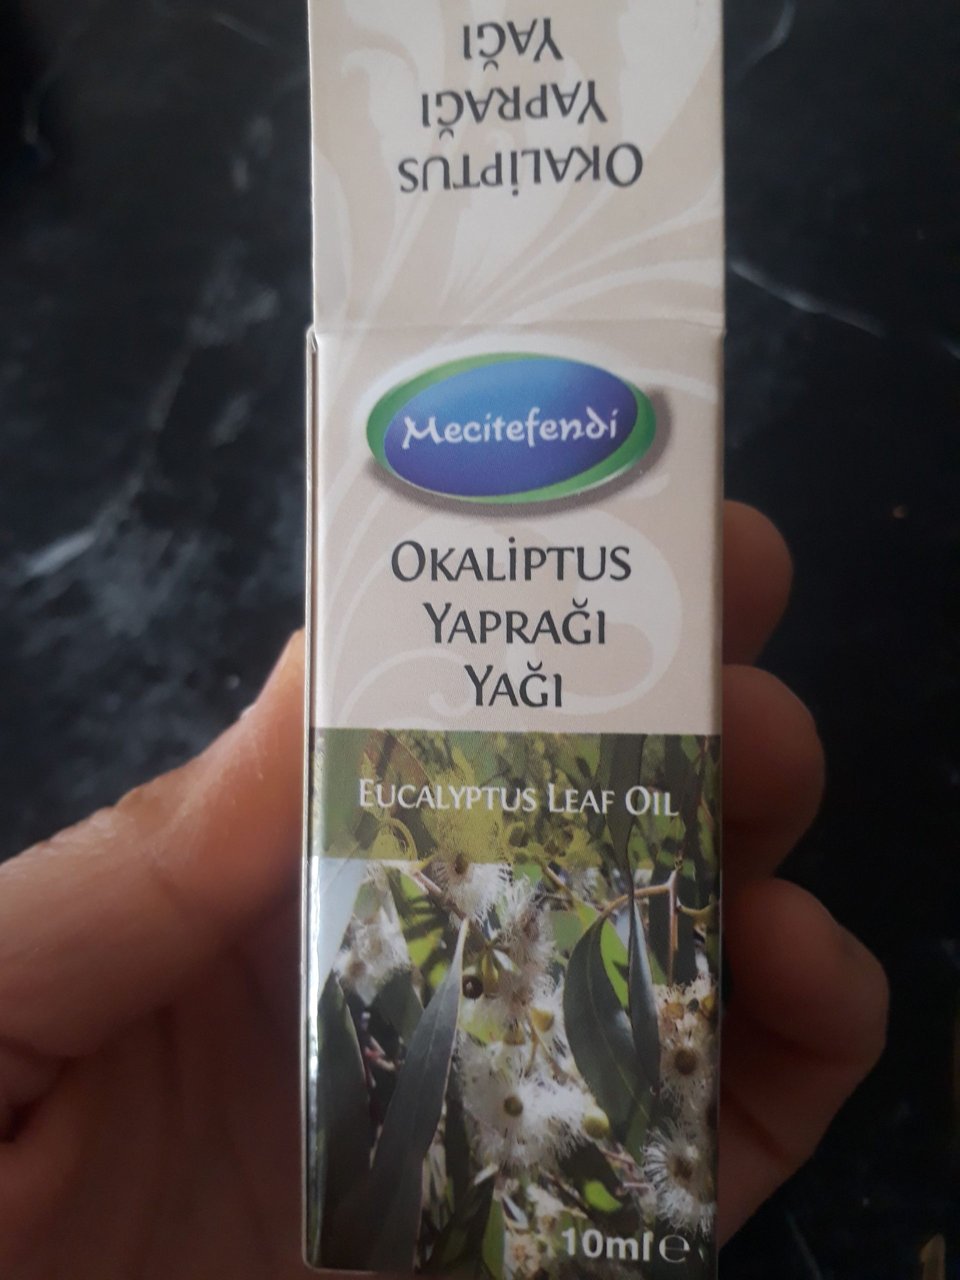 OKALİPTUS
YAPRAĞI
YAĞI
Mecitefendi
OKALİPTUS
YAPRAĞI
YAĞI
EUCALYPTUS LEAF OIL
10ml℮